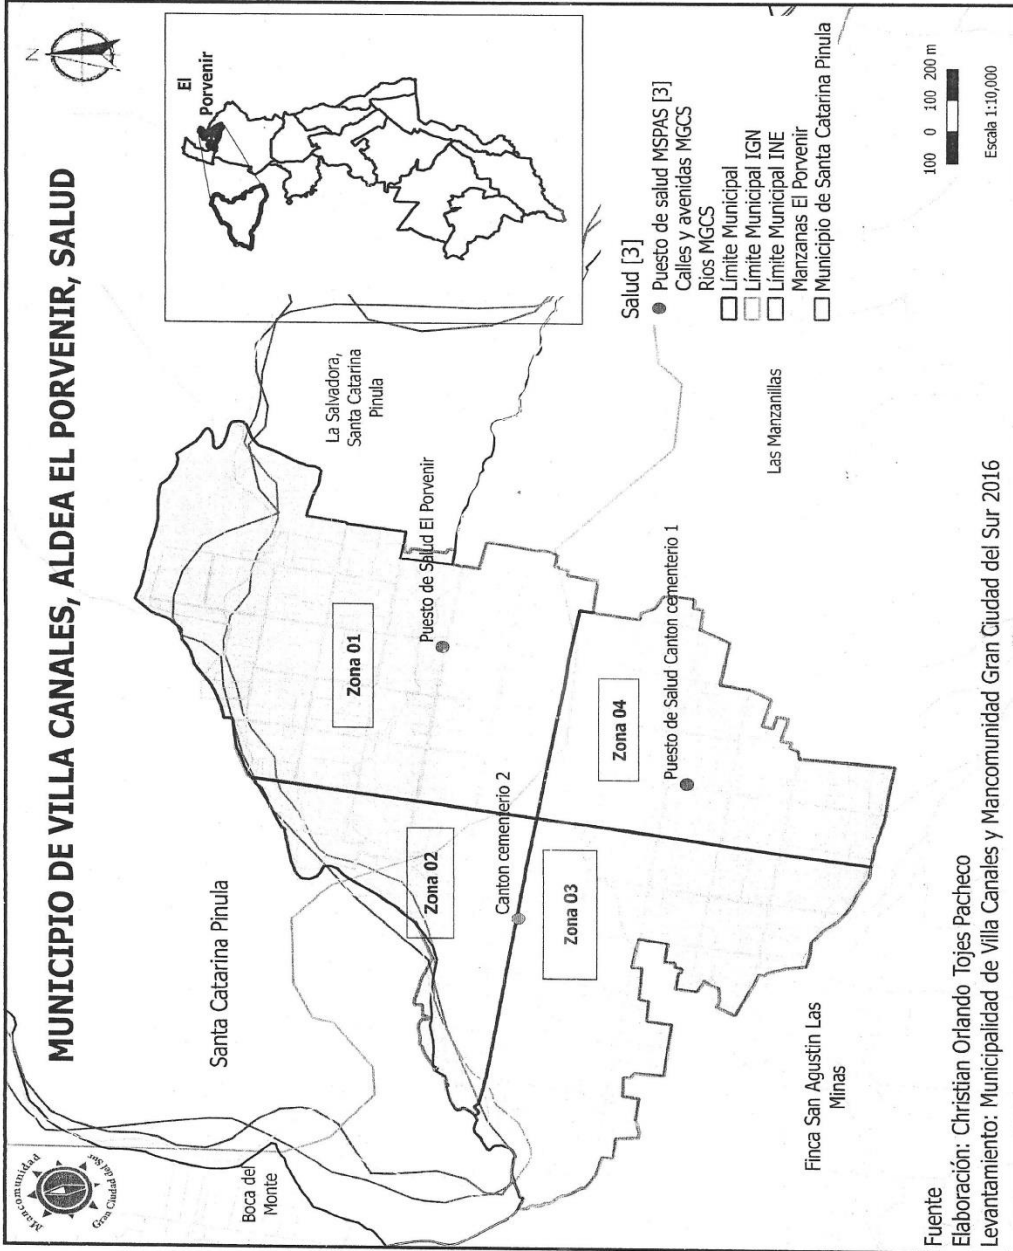 MUNICIPIO DE VILLA CANALES, ALDEA EL PORVENIR, SALUD
N
Mancomunidad
Gran Ciudad del Sur
Boca del
Monte
Santa Catarina Pinula
El
Porvenir
La Salvadora,
Santa Catarina
Pinula
Zona 01
Puesto de Salud El Porvenir
Zona 02
Canton cementerio 2
Zona 03
Zona 04
Puesto de Salud Canton cementerio 1
Las Manzanillas
Finca San Agustin Las
Minas
Salud [3]
Puesto de salud MSPAS [3]
Calles y avenidas MGCS
Rios MGCS
Límite Municipal
Límite Municipal IGN
Límite Municipal INE
Manzanas El Porvenir
Municipio de Santa Catarina Pinula
100 0 100 200 m
Escala 1:10,000
Fuente
Elaboración: Christian Orlando Tojes Pacheco
Levantamiento: Municipalidad de Villa Canales y Mancomunidad Gran Ciudad del Sur 2016